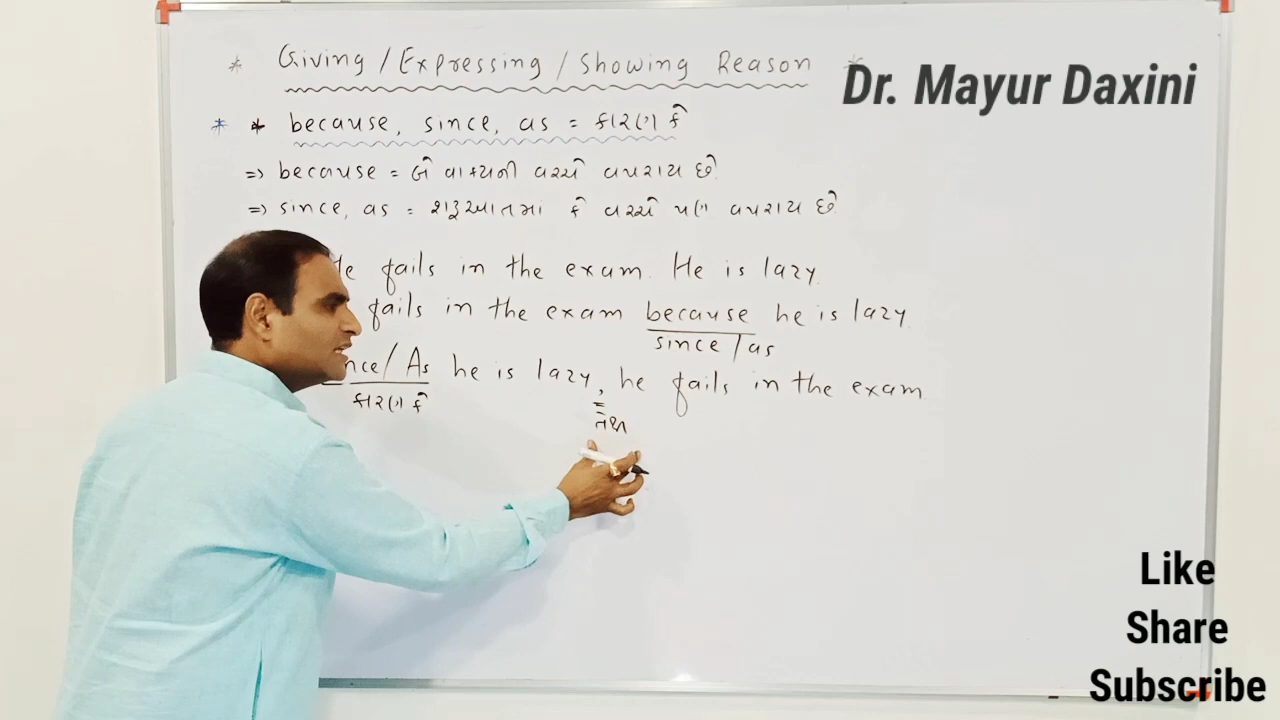 * Giving / Expressing / Showing Reason *
Dr. Mayur Daxini
* * because, since, as = કારણ કે
⇒ because = બે વાક્યની વચ્ચે વપરાય છે
⇒ since, as = શરૂઆતમાં કે વચ્ચે પણ વપરાય છે
He fails in the exam. He is lazy.
fails in the exam because he is lazy
since / as
nce / As he is lazy, he fails in the exam.
કારણ કે
તેથી
Like
Share
Subscribe